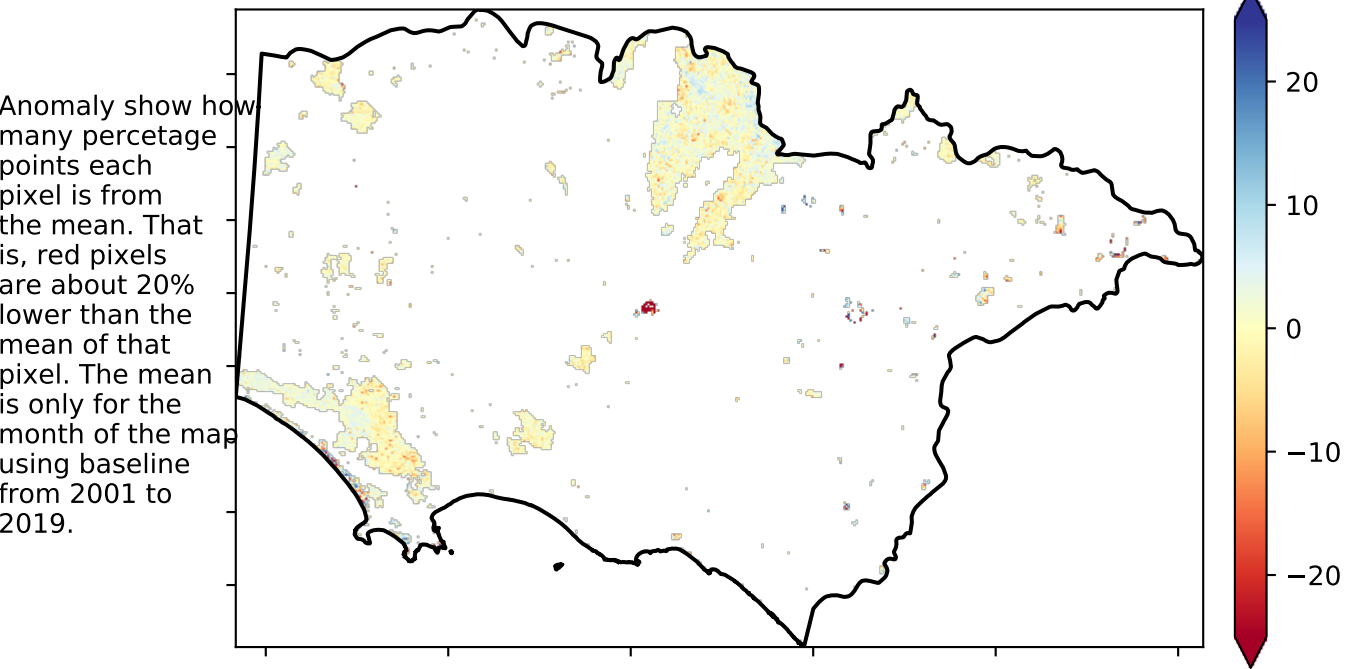 Anomaly show how
many percetage
points each
pixel is from
the mean. That
is, red pixels
are about 20%
lower than the
mean of that
pixel. The mean
is only for the
month of the map
using baseline
from 2001 to
2019.
20
10
0
−10
−20